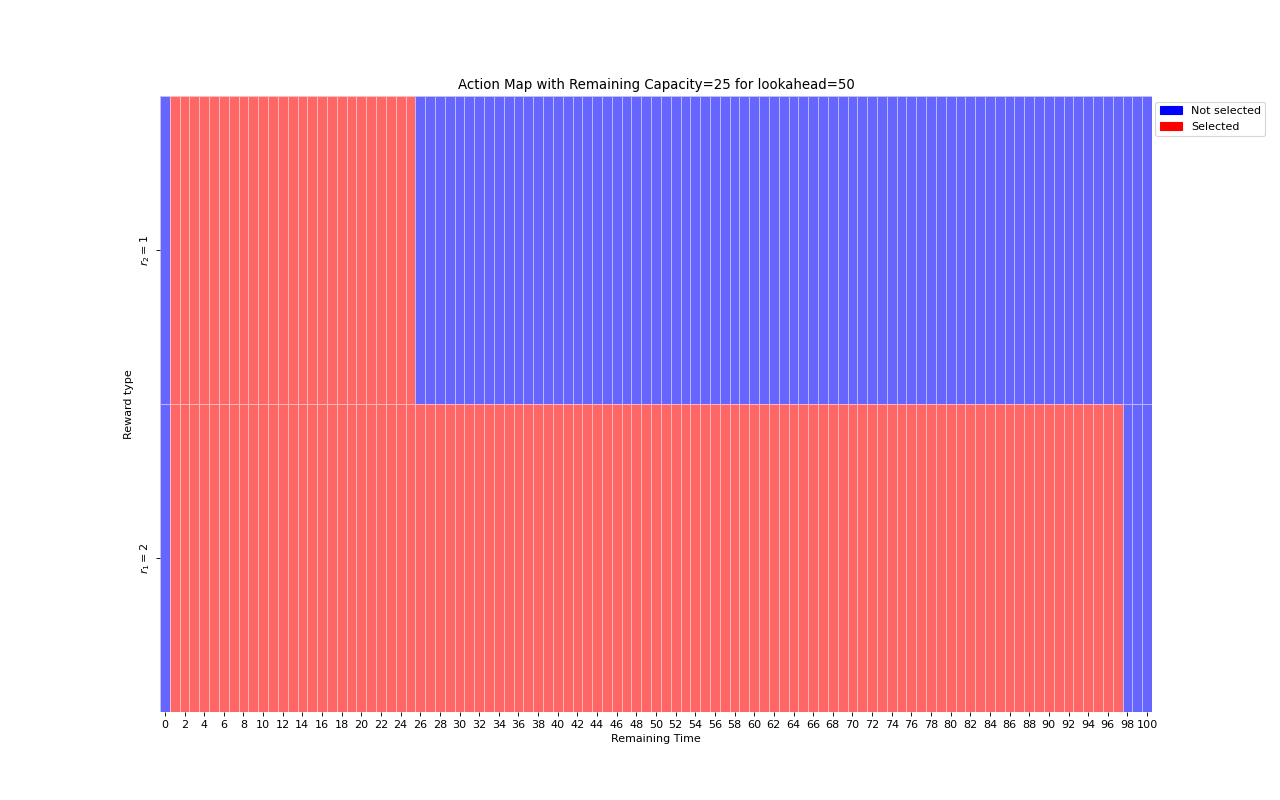 Action Map with Remaining Capacity=25 for lookahead=50
Not selected
Selected
r₂ = 1
Reward type
r₁ = 2
0 2 4 6 8 10 12 14 16 18 20 22 24 26 28 30 32 34 36 38 40 42 44 46 48 50 52 54 56 58 60 62 64 66 68 70 72 74 76 78 80 82 84 86 88 90 92 94 96 98 100
Remaining Time